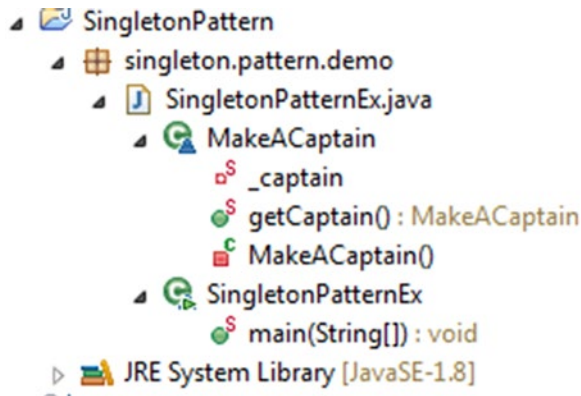 SingletonPattern
singleton.pattern.demo
SingletonPatternEx.java
MakeACaptain
_captain
getCaptain() : MakeACaptain
MakeACaptain()
SingletonPatternEx
main(String[]) : void
JRE System Library [JavaSE-1.8]